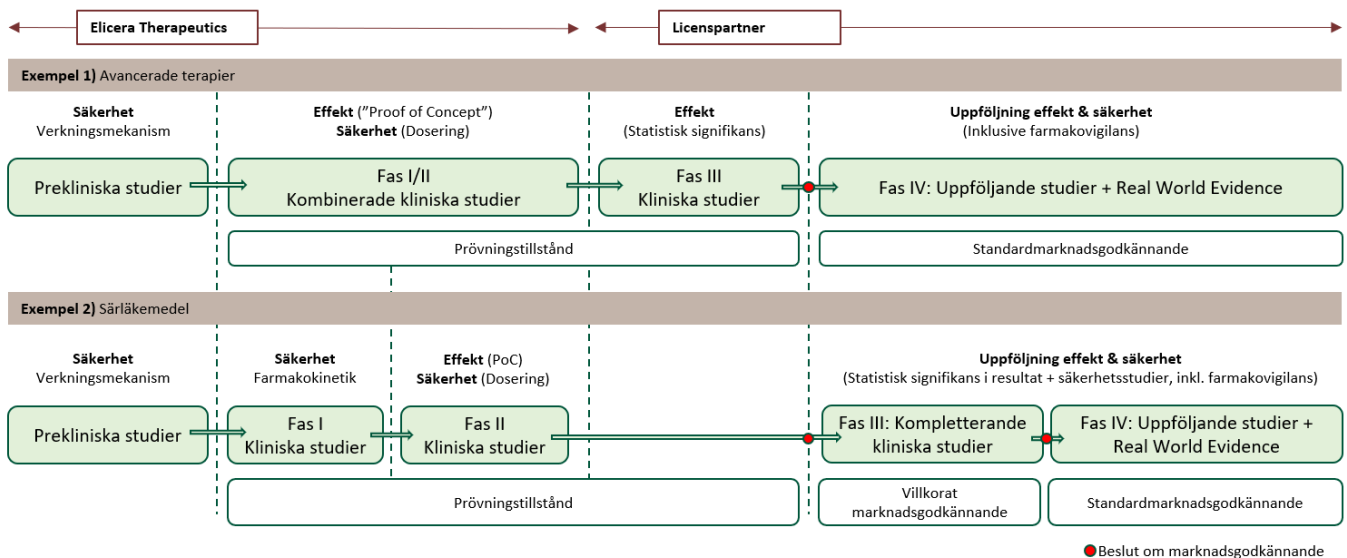 Elicera Therapeutics
Licenspartner
Exempel 1) Avancerade terapier
Säkerhet
Verkningsmekanism
Effekt (”Proof of Concept”)
Säkerhet (Dosering)
Effekt
(Statistisk signifikans)
Uppföljning effekt & säkerhet
(Inklusive farmakovigilans)
Prekliniska studier
Fas I/II
Kombinerade kliniska studier
Fas III
Kliniska studier
Fas IV: Uppföljande studier + Real World Evidence
Prövningstillstånd
Standardmarknadsgodkännande
Exempel 2) Särläkemedel
Säkerhet
Verkningsmekanism
Säkerhet
Farmakokinetik
Effekt (PoC)
Säkerhet (Dosering)
Uppföljning effekt & säkerhet
(Statistisk signifikans i resultat + säkerhetsstudier, inkl. farmakovigilans)
Prekliniska studier
Fas I
Kliniska studier
Fas II
Kliniska studier
Fas III: Kompletterande
kliniska studier
Fas IV: Uppföljande studier +
Real World Evidence
Prövningstillstånd
Villkorat
marknadsgodkännande
Standardmarknadsgodkännande
Beslut om marknadsgodkännande